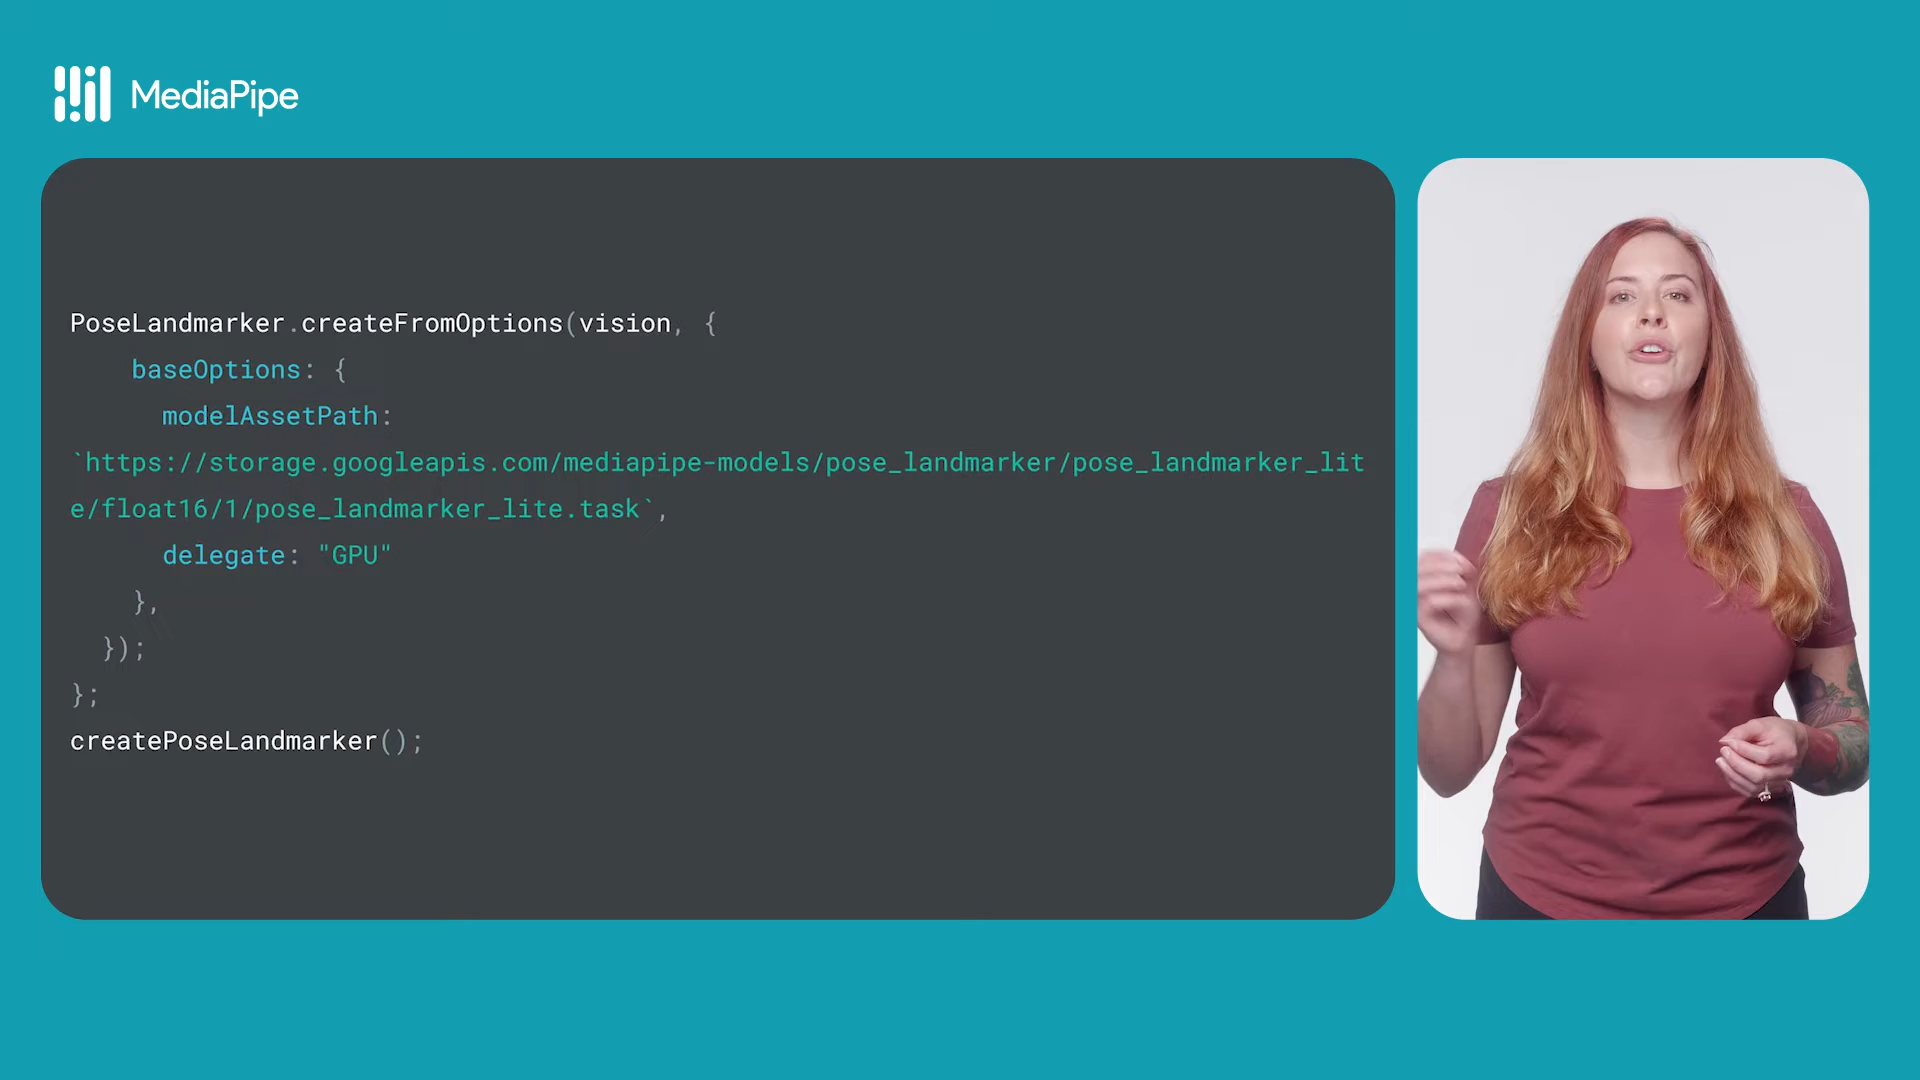 MediaPipe
PoseLandmarker.createFromOptions(vision, {
baseOptions: {
modelAssetPath:
`https://storage.googleapis.com/mediapipe-models/pose_landmarker/pose_landmarker_lit
e/float16/1/pose_landmarker_lite.task`,
delegate: "GPU"
},
});
};
createPoseLandmarker();